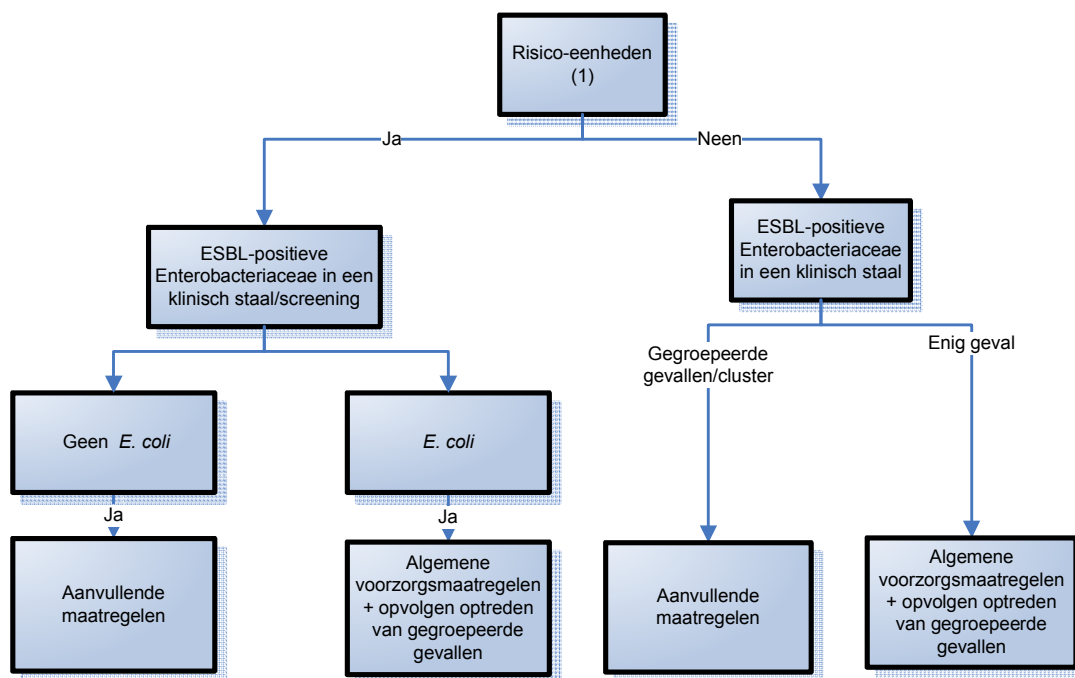 Risico-eenheden
(1)
Ja
Neen
ESBL-positieve
Enterobacteriaceae in een
klinisch staal/screening
ESBL-positieve
Enterobacteriaceae
in een klinisch staal
Gegroepeerde
gevallen/cluster
Enig geval
Geen E. coli
E. coli
Ja
Ja
Aanvullende
maatregelen
Algemene
voorzorgsmaatregelen
+ opvolgen optreden
van gegroepeerde
gevallen
Aanvullende
maatregelen
Algemene
voorzorgsmaatregelen
+ opvolgen optreden
van gegroepeerde
gevallen